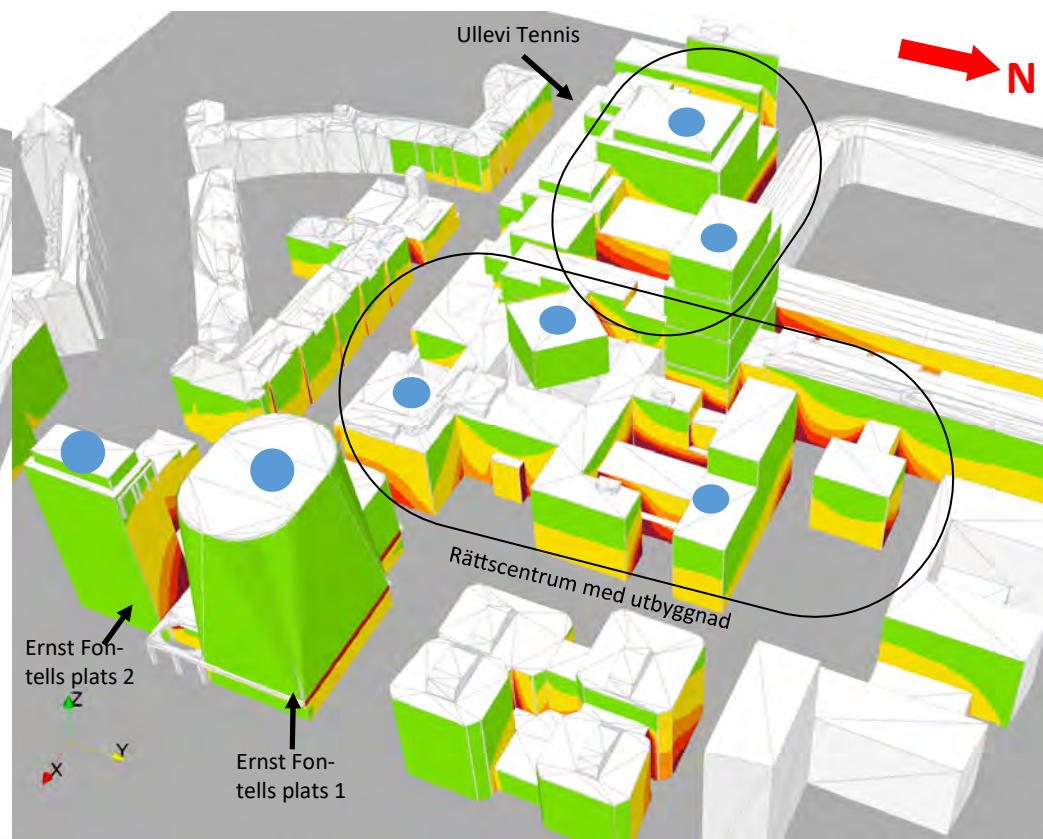 Ullevi Tennis
N
Rättscentrum med utbyggnad
Ernst Fon-
tells plats 2
Z
Y
X
Ernst Fon-
tells plats 1